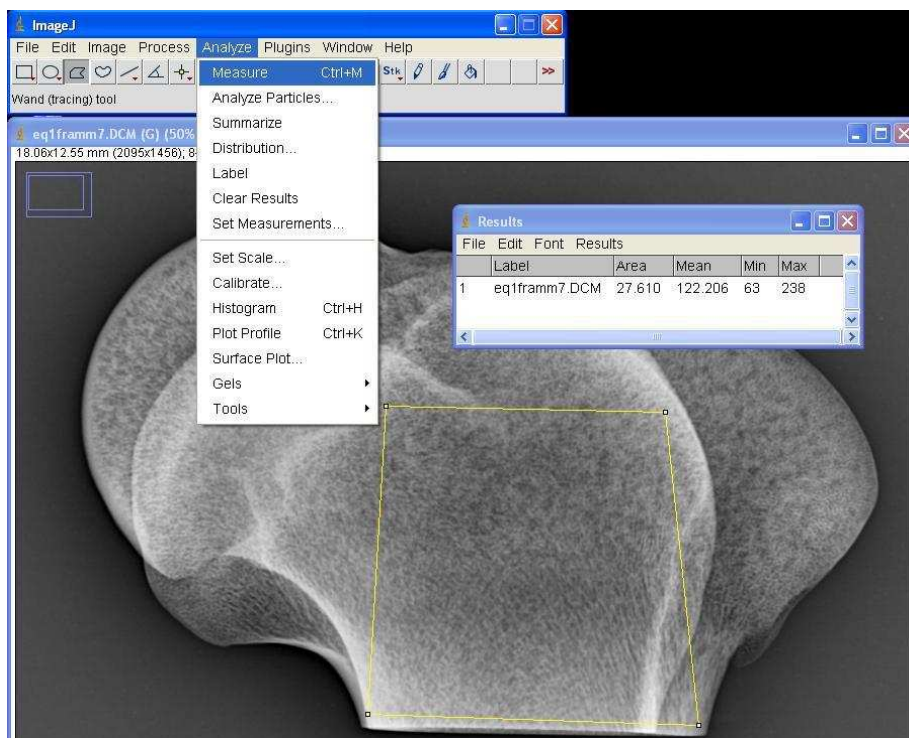 ImageJ
File Edit Image Process Analyze Plugins Window Help
Stk >>
Wand (tracing) tool
Measure Ctrl+M
Analyze Particles...
Summarize
Distribution...
Label
Clear Results
Set Measurements...
Set Scale...
Calibrate...
Histogram Ctrl+H
Plot Profile Ctrl+K
Surface Plot...
Gels
Tools
eq1framm7.DCM (G) (50%
18.06x12.55 mm (2095x1456); 8
Results
File Edit Font Results
Label Area Mean Min Max
1 eq1framm7.DCM 27.610 122.206 63 238